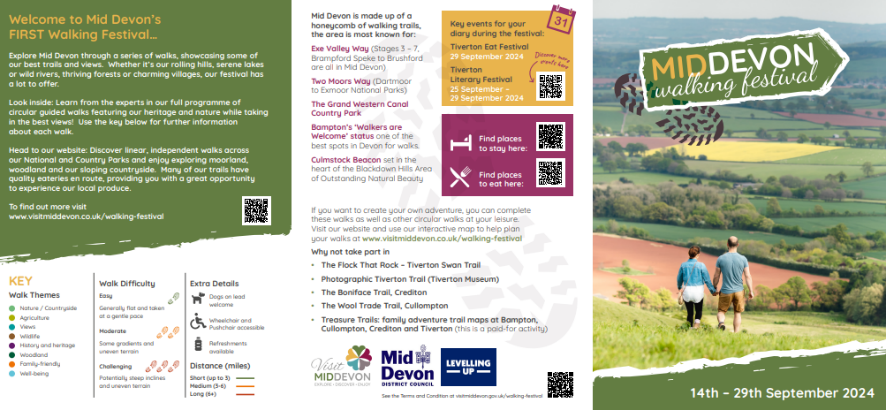 Welcome to Mid Devon's
FIRST Walking Festival...
Explore Mid Devon through a series of walks, showcasing some of
our best trails and views. Whether it's our rolling hills, serene lakes
or wild rivers, thriving forests or charming villages, our festival has
a lot to offer.
Look inside: Learn from the experts in our full programme of
circular guided walks featuring our heritage and nature while taking
in the best views! Use the key below for further information
about each walk.
Head to our website: Discover linear, independent walks across
our National and Country Parks and enjoy exploring moorland,
woodland and our sloping countryside. Many of our trails have
quality eateries en route, providing you with a great opportunity
to experience our local produce.
To find out more visit
www.visitmiddevon.co.uk/walking-festival
KEY
Walk Themes
Nature / Countryside
Agriculture
Views
Wildlife
History and heritage
Woodland
Family-friendly
Well-being
Walk Difficulty
Easy
Generally flat and taken
at a gentle pace
Moderate
Some gradients and
uneven terrain
Challenging
Potentially steep inclines
and uneven terrain
Extra Details
Dogs on lead
welcome
Wheelchair and
Pushchair accessible
Refreshments
available
Distance (miles)
Short (up to 3)
Medium (3-6)
Long (6+)
Mid Devon is made up of a
honeycomb of walking trails,
the area is most known for:
Exe Valley Way (Stages 3 – 7,
Brampford Speke to Brushford
are all in Mid Devon)
Two Moors Way (Dartmoor
to Exmoor National Parks)
The Grand Western Canal
Country Park
Bampton's 'Walkers are
Welcome' status one of the
best spots in Devon for walks.
Culmstock Beacon set in the
heart of the Blackdown Hills Area
of Outstanding Natural Beauty
Key events for your
diary during the festival:
31
Tiverton Eat Festival
29 September 2024
Tiverton
Literary Festival
25 September –
29 September 2024
Discover more
events here
Find places
to stay here:
Find places
to eat here:
If you want to create your own adventure, you can complete
these walks as well as other circular walks at your leisure.
Visit our website and use our interactive map to help plan
your walks at www.visitmiddevon.co.uk/walking-festival
Why not take part in
• The Flock That Rock – Tiverton Swan Trail
• Photographic Tiverton Trail (Tiverton Museum)
• The Boniface Trail, Crediton
• The Wool Trade Trail, Cullompton
• Treasure Trails: family adventure trail maps at Bampton,
Cullompton, Crediton and Tiverton (this is a paid-for activity)
Visit
MIDDEVON
EXPLORE • DISCOVER • ENJOY
Mid
Devon
DISTRICT COUNCIL
LEVELLING
UP
See the Terms and Condition at visitmiddevon.gov.uk/walking-festival
MIDDEVON
walking festival
14th – 29th September 2024